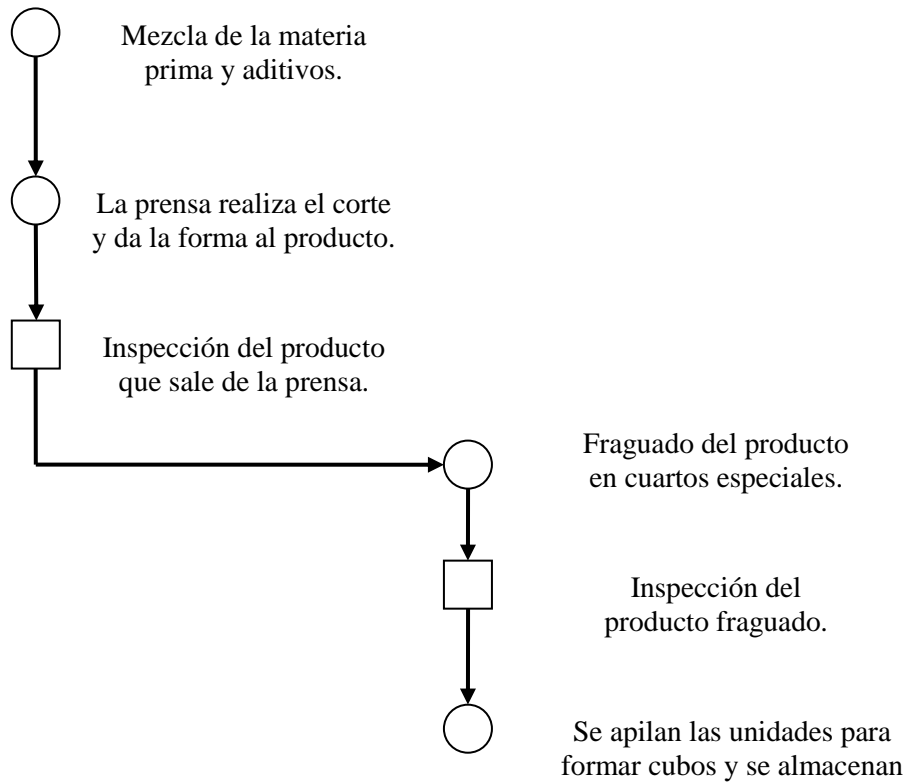 Mezcla de la materia
prima y aditivos.
La prensa realiza el corte
y da la forma al producto.
Inspección del producto
que sale de la prensa.
Fraguado del producto
en cuartos especiales.
Inspección del
producto fraguado.
Se apilan las unidades para
formar cubos y se almacenan